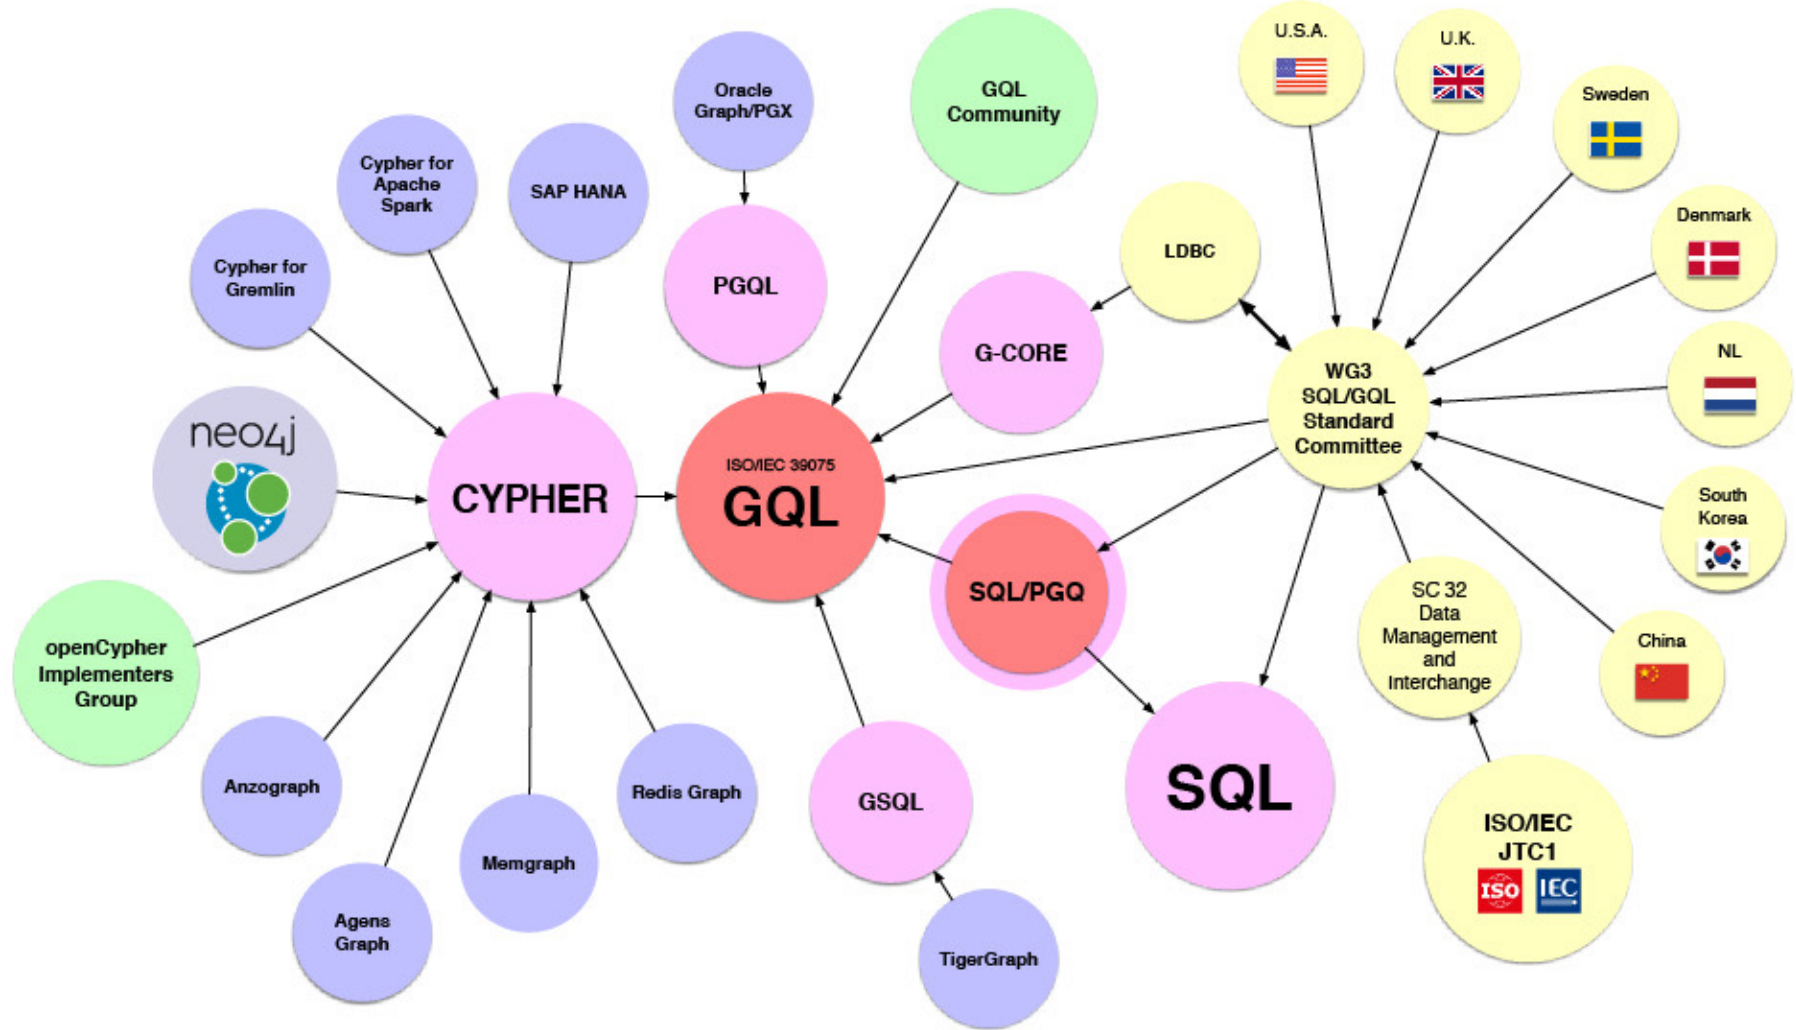 U.S.A.
U.K.
Sweden
Denmark
NL
South
Korea
China
Oracle
Graph/PGX
GQL
Community
Cypher for
Apache
Spark
SAP HANA
Cypher for
Gremlin
PGQL
LDBC
G-CORE
WG3
SQL/GQL
Standard
Committee
neo4j
CYPHER
ISO/IEC 39075
GQL
SQL/PGQ
SC 32
Data
Management
and
Interchange
openCypher
Implementers
Group
Anzograph
Agens
Graph
Memgraph
Redis Graph
GSQL
TigerGraph
SQL
ISO/IEC
JTC1
ISO
IEC